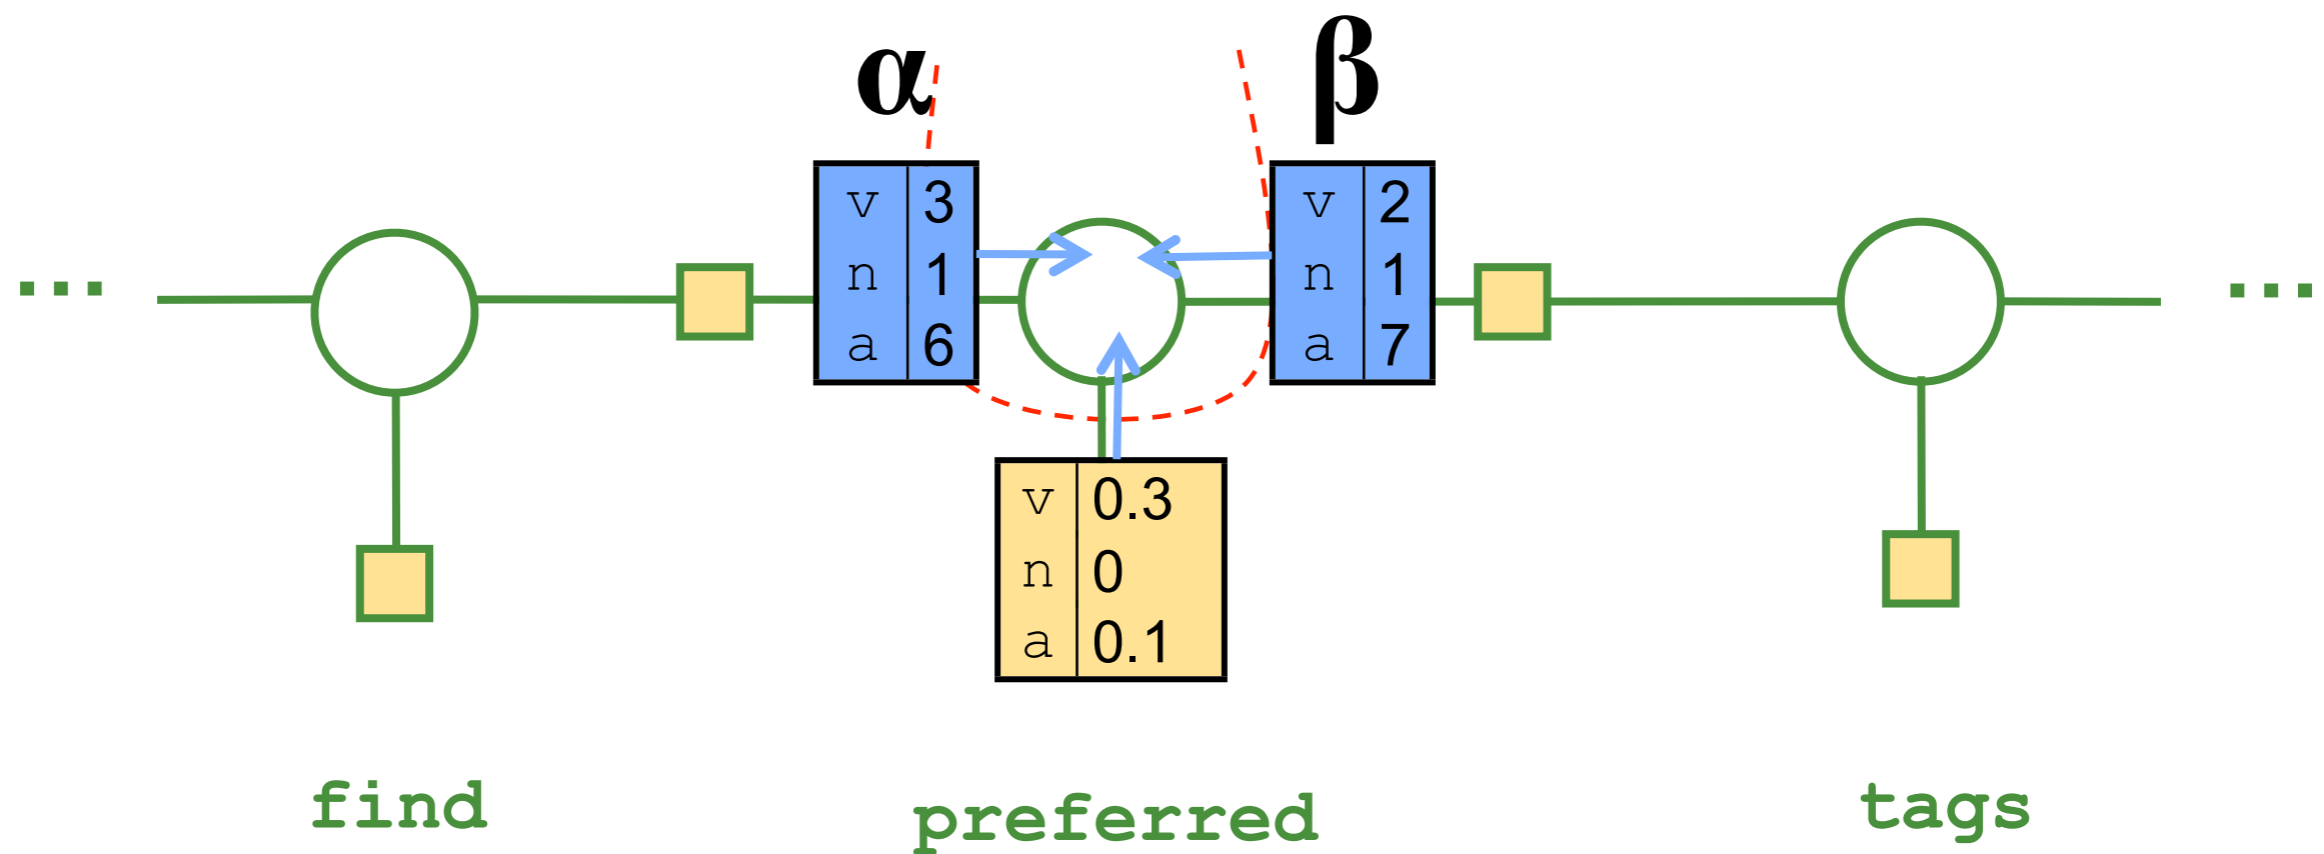 α β
v 3
n 1
a 6
v 2
n 1
a 7
... ...
v 0.3
n 0
a 0.1
find preferred tags